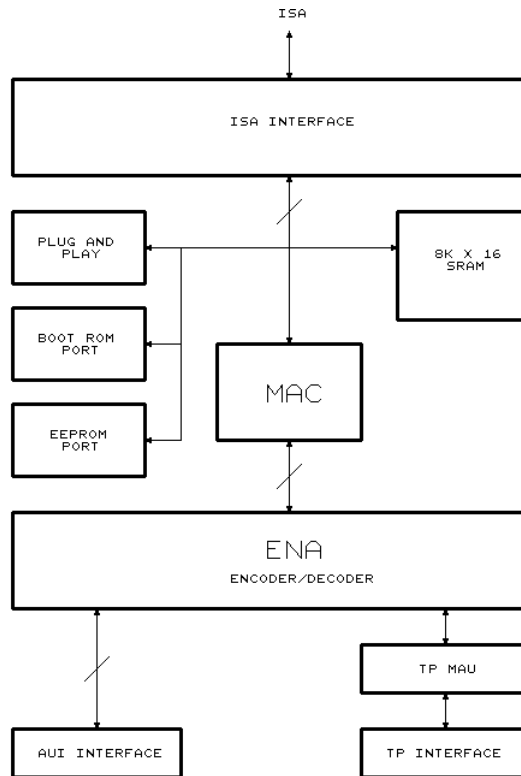 ISA
ISA INTERFACE
PLUG AND
PLAY
8K X 16
SRAM
BOOT ROM
PORT
MAC
EEPROM
PORT
ENA
ENCODER/DECODER
TP MAU
AUI INTERFACE
TP INTERFACE